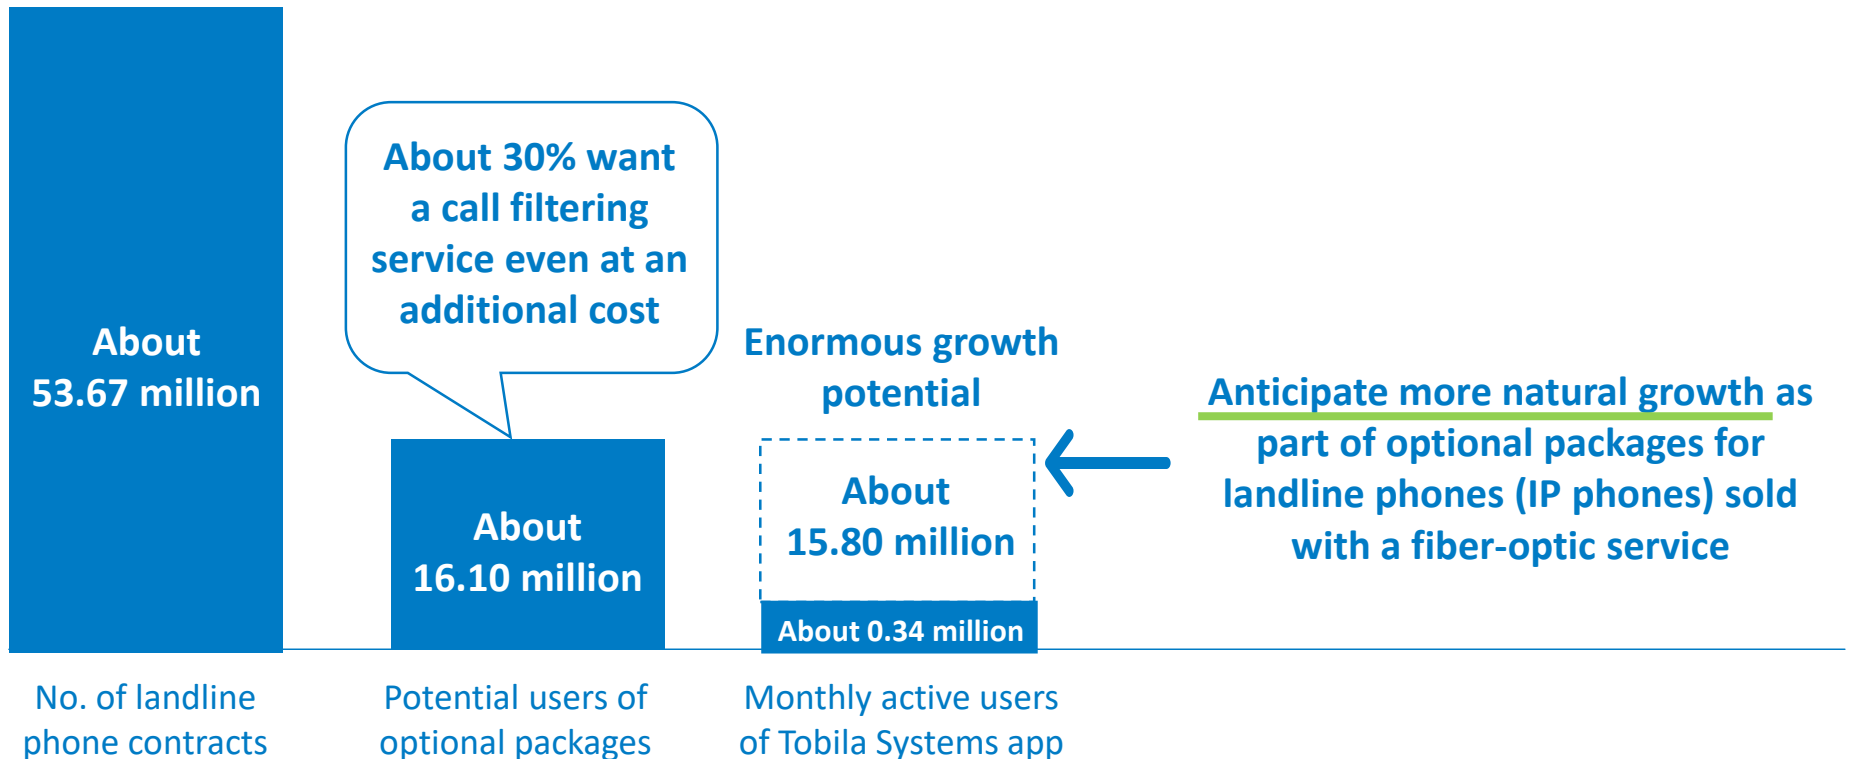 About
53.67 million
About 30% want
a call filtering
service even at an
additional cost
About
16.10 million
Enormous growth
potential
About
15.80 million
About 0.34 million
Anticipate more natural growth as
part of optional packages for
landline phones (IP phones) sold
with a fiber-optic service
No. of landline
phone contracts
Potential users of
optional packages
Monthly active users
of Tobila Systems app